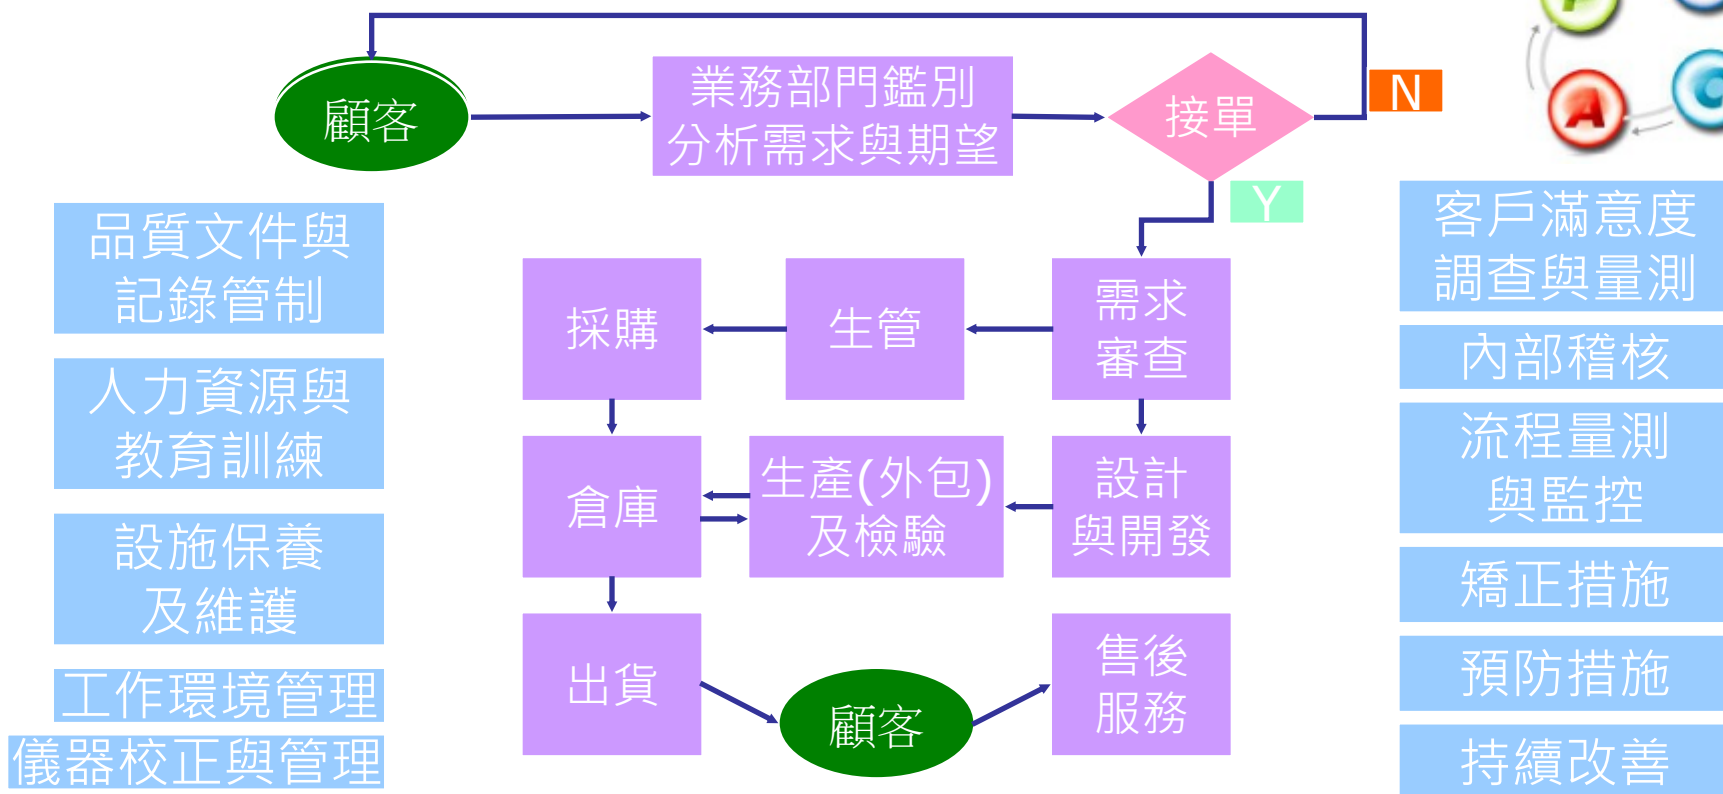 顧客
業務部門鑑別
分析需求與期望
接單
N
Y
A
品質文件與
記錄管制
人力資源與
教育訓練
設施保養
及維護
工作環境管理
儀器校正與管理
採購
生管
需求
審查
倉庫
生產(外包)
及檢驗
設計
與開發
出貨
顧客
售後
服務
客戶滿意度
調查與量測
內部稽核
流程量測
與監控
矯正措施
預防措施
持續改善